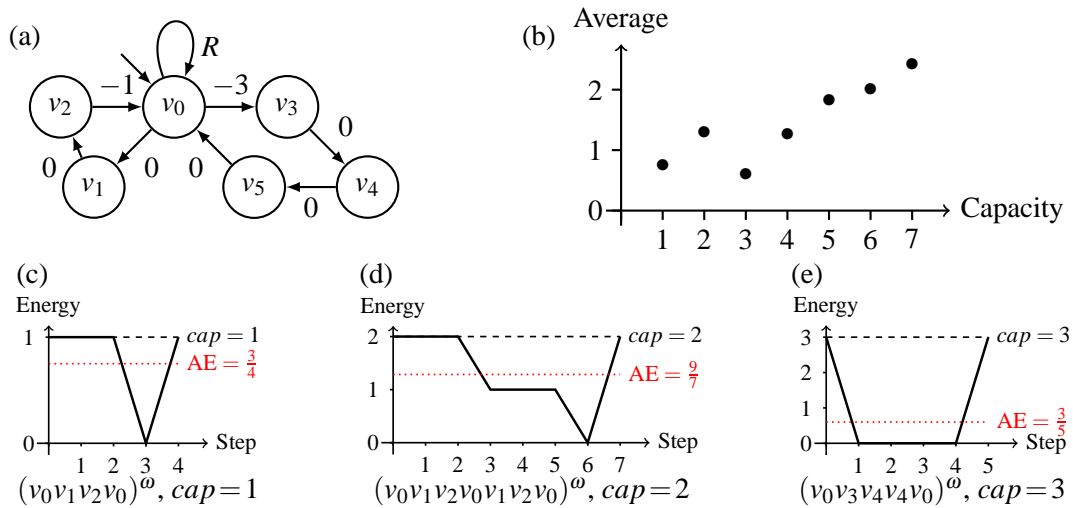 (a)
R
−1
−3
v₂
v₀
v₃
0
0
0
0
v₁
v₅
v₄
0
(b)
Average
2
1
0
Capacity
1 2 3 4 5 6 7
(c)
Energy
1
cap = 1
AE = 3/4
0
Step
1 2 3 4
(v₀v₁v₂v₀)^ω, cap=1
(d)
Energy
2
cap = 2
AE = 9/7
1
0
Step
1 2 3 4 5 6 7
(v₀v₁v₂v₀v₁v₂v₀)^ω, cap=2
(e)
Energy
3
cap = 3
2
1
AE = 3/5
0
Step
1 2 3 4 5
(v₀v₃v₄v₄v₀)^ω, cap=3